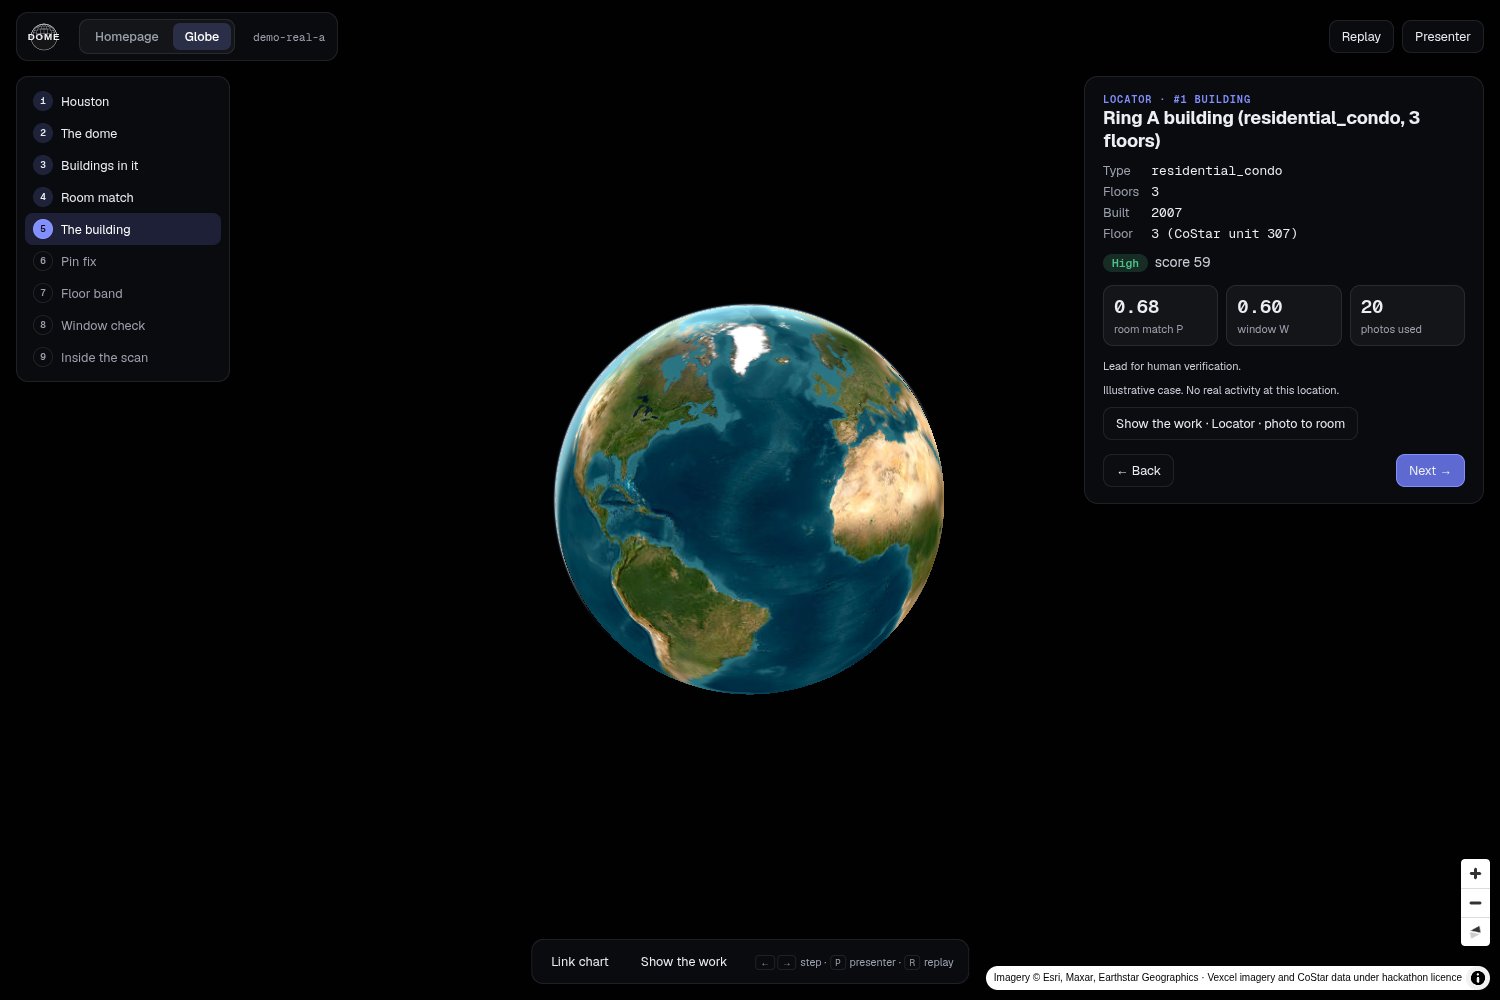 DOME
Homepage
Globe
demo-real-a
Replay
Presenter
1 Houston
2 The dome
3 Buildings in it
4 Room match
5 The building
6 Pin fix
7 Floor band
8 Window check
9 Inside the scan
LOCATOR · #1 BUILDING
Ring A building (residential_condo, 3
floors)
Type residential_condo
Floors 3
Built 2007
Floor 3 (CoStar unit 307)
High score 59
0.68
room match P
0.60
window W
20
photos used
Lead for human verification.
Illustrative case. No real activity at this location.
Show the work · Locator · photo to room
← Back
Next →
Link chart
Show the work
← → step · P presenter · R replay
Imagery © Esri, Maxar, Earthstar Geographics · Vexcel imagery and CoStar data under hackathon licence